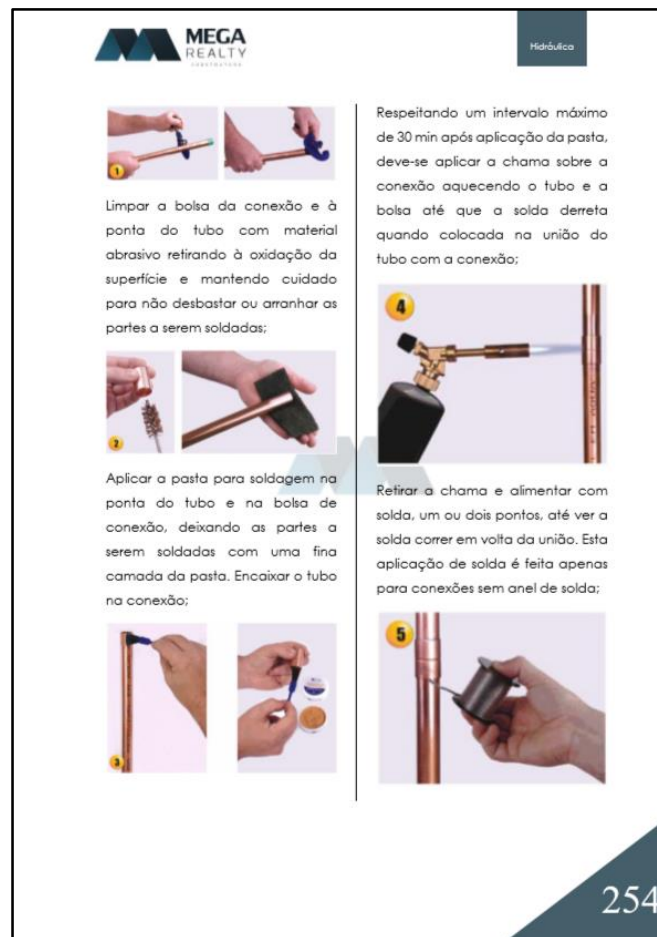 MEGA
REALTY
Hidráulica
1
Limpar a bolsa da conexão e à
ponta do tubo com material
abrasivo retirando à oxidação da
superfície e mantendo cuidado
para não desbastar ou arranhar as
partes a serem soldadas;
2
Aplicar a pasta para soldagem na
ponta do tubo e na bolsa de
conexão, deixando as partes a
serem soldadas com uma fina
camada da pasta. Encaixar o tubo
na conexão;
3
Respeitando um intervalo máximo
de 30 min após aplicação da pasta,
deve-se aplicar a chama sobre a
conexão aquecendo o tubo e a
bolsa até que a solda derreta
quando colocada na união do
tubo com a conexão;
4
Retirar a chama e alimentar com
solda, um ou dois pontos, até ver a
solda correr em volta da união. Esta
aplicação de solda é feita apenas
para conexões sem anel de solda;
5
254